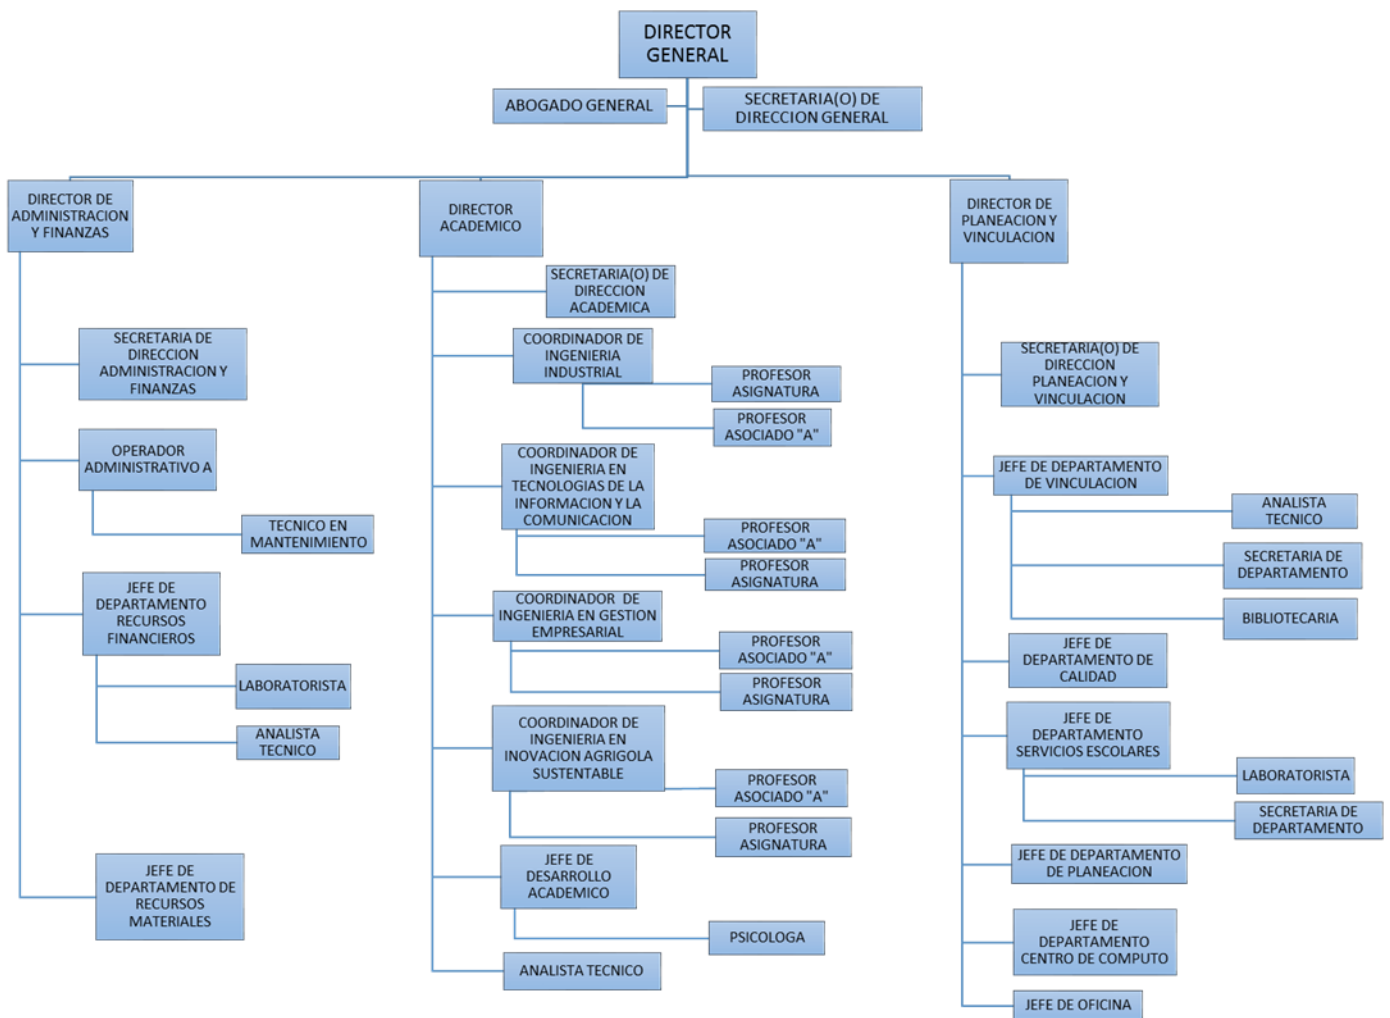 DIRECTOR
GENERAL
ABOGADO GENERAL
SECRETARIA(O) DE
DIRECCION GENERAL
DIRECTOR DE
ADMINISTRACION
Y FINANZAS
SECRETARIA DE
DIRECCION
ADMINISTRACION Y
FINANZAS
OPERADOR
ADMINISTRATIVO A
TECNICO EN
MANTENIMIENTO
JEFE DE
DEPARTAMENTO
RECURSOS
FINANCIEROS
LABORATORISTA
ANALISTA
TECNICO
JEFE DE
DEPARTAMENTO DE
RECURSOS
MATERIALES
DIRECTOR
ACADEMICO
SECRETARIA(O) DE
DIRECCION
ACADEMICA
COORDINADOR DE
INGENIERIA
INDUSTRIAL
PROFESOR
ASIGNATURA
PROFESOR
ASOCIADO "A"
COORDINADOR DE
INGENIERIA EN
TECNOLOGIAS DE LA
INFORMACION Y LA
COMUNICACION
PROFESOR
ASOCIADO "A"
PROFESOR
ASIGNATURA
COORDINADOR DE
INGENIERIA EN GESTION
EMPRESARIAL
PROFESOR
ASOCIADO "A"
PROFESOR
ASIGNATURA
COORDINADOR DE
INGENIERIA EN
INOVACION AGRIGOLA
SUSTENTABLE
PROFESOR
ASOCIADO "A"
PROFESOR
ASIGNATURA
JEFE DE
DESARROLLO
ACADEMICO
PSICOLOGA
ANALISTA TECNICO
DIRECTOR DE
PLANEACION Y
VINCULACION
SECRETARIA(O) DE
DIRECCION
PLANEACION Y
VINCULACION
JEFE DE DEPARTAMENTO
DE VINCULACION
ANALISTA
TECNICO
SECRETARIA DE
DEPARTAMENTO
BIBLIOTECARIA
JEFE DE
DEPARTAMENTO DE
CALIDAD
JEFE DE
DEPARTAMENTO
SERVICIOS ESCOLARES
LABORATORISTA
SECRETARIA DE
DEPARTAMENTO
JEFE DE DEPARTAMENTO
DE PLANEACION
JEFE DE
DEPARTAMENTO
CENTRO DE COMPUTO
JEFE DE OFICINA